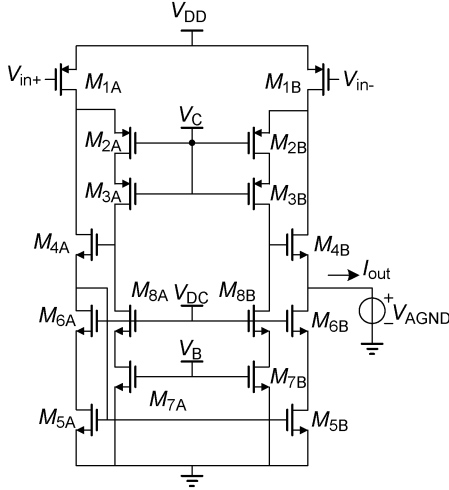 VDD
Vin+
M1A
M1B
Vin-
VC
M2A
M2B
M3A
M3B
M4A
M4B
Iout
M8A
VDC
M8B
M6A
M6B
+
−
VAGND
VB
M7A
M7B
M5A
M5B